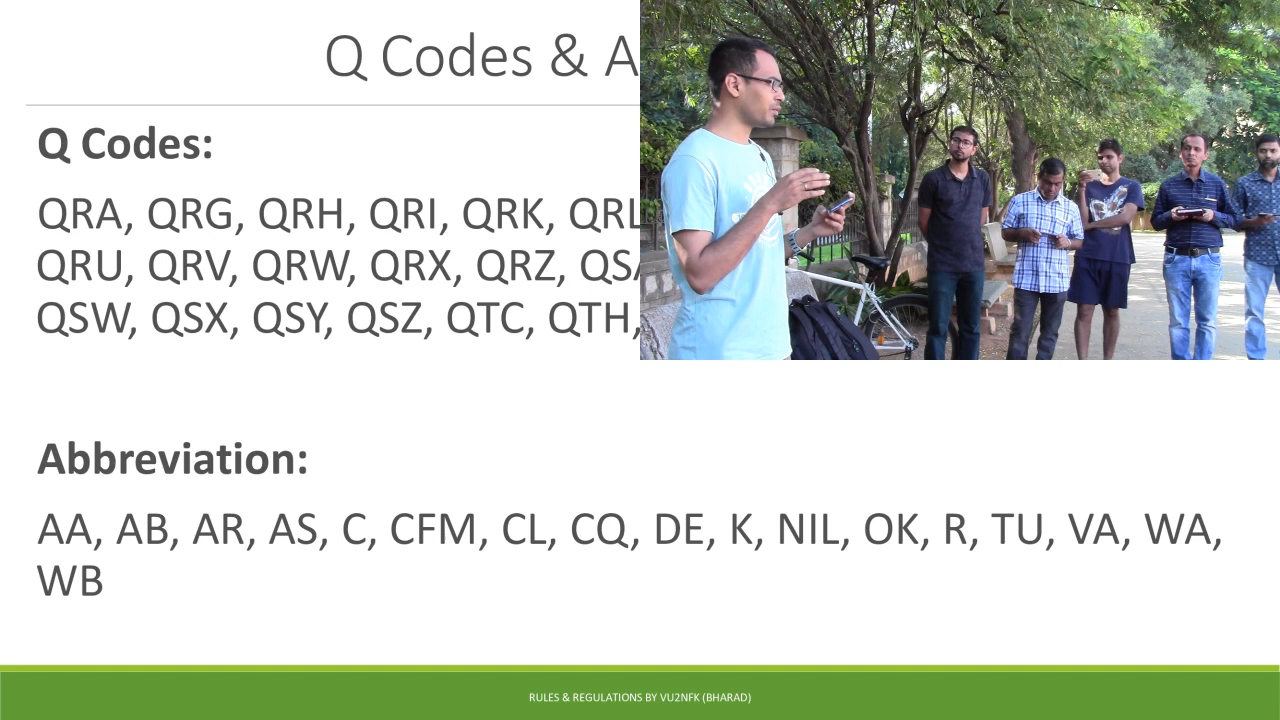 Q Codes & A
Q Codes:
QRA, QRG, QRH, QRI, QRK, QRL
QRU, QRV, QRW, QRX, QRZ, QSA
QSW, QSX, QSY, QSZ, QTC, QTH,
Abbreviation:
AA, AB, AR, AS, C, CFM, CL, CQ, DE, K, NIL, OK, R, TU, VA, WA,
WB
RULES & REGULATIONS BY VU2NFK (BHARAD)